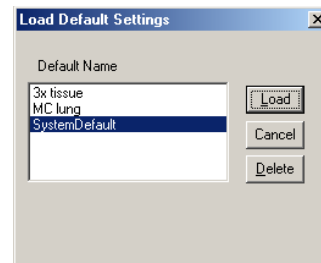 Load Default Settings
Default Name
3x tissue
MC lung
SystemDefault
Load
Cancel
Delete